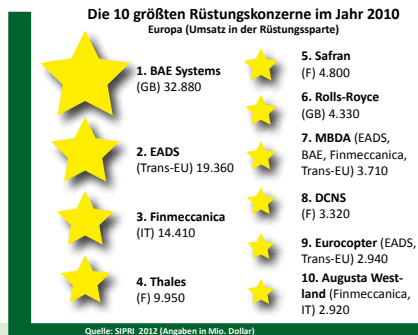 Die 10 größten Rüstungskonzerne im Jahr 2010
Europa (Umsatz in der Rüstungssparte)
1. BAE Systems
(GB) 32.880
2. EADS
(Trans-EU) 19.360
3. Finmeccanica
(IT) 14.410
4. Thales
(F) 9.950
5. Safran
(F) 4.800
6. Rolls-Royce
(GB) 4.330
7. MBDA (EADS,
BAE, Finmeccanica,
Trans-EU) 3.710
8. DCNS
(F) 3.320
9. Eurocopter (EADS,
Trans-EU) 2.940
10. Augusta West-
land (Finmeccanica,
IT) 2.920
Quelle: SIPRI 2012 (Angaben in Mio. Dollar)